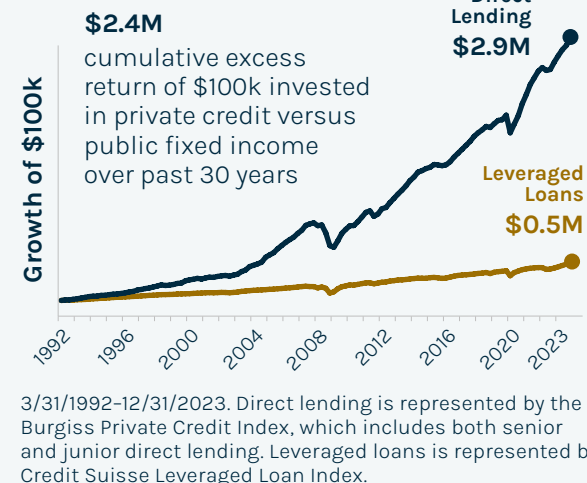 $2.4M
cumulative excess
return of $100k invested
in private credit versus
public fixed income
over past 30 years
Direct
Lending
$2.9M
Leveraged
Loans
$0.5M
Growth of $100k
1992 1996 2000 2004 2008 2012 2016 2020 2023
3/31/1992–12/31/2023. Direct lending is represented by the
Burgiss Private Credit Index, which includes both senior
and junior direct lending. Leveraged loans is represented b
Credit Suisse Leveraged Loan Index.